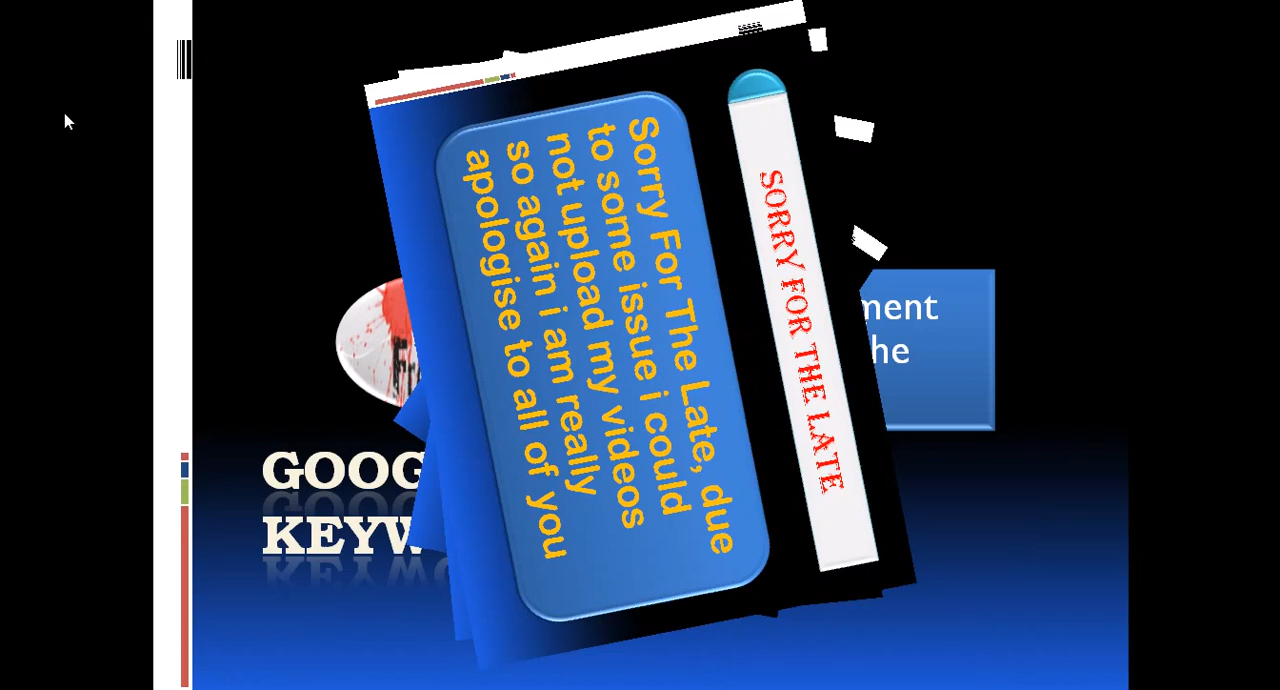 SORRY FOR THE LATE
Sorry For The Late, due
to some issue i could
not upload my videos
so again i am really
apologise to all of you
GOOG
KEYW
ment
he